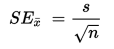 SE_x̄ = s / √n